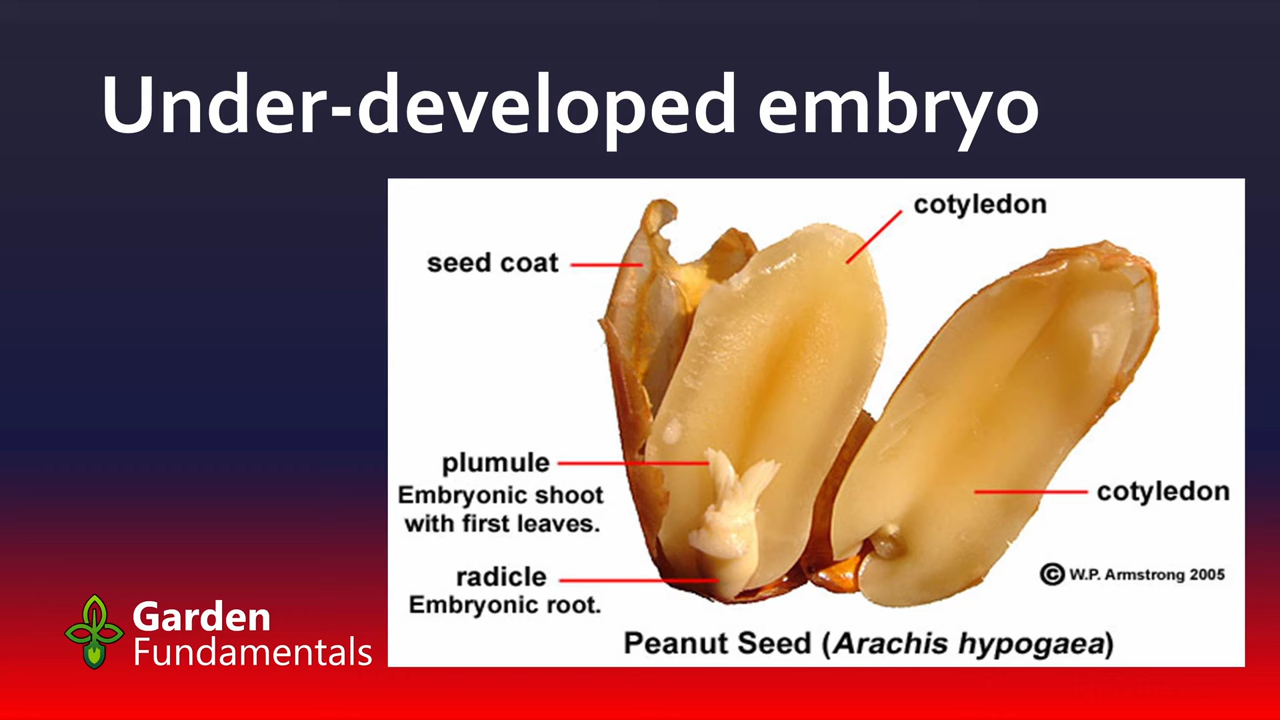 Under-developed embryo
cotyledon
seed coat
plumule
Embryonic shoot
with first leaves.
cotyledon
radicle
Embryonic root.
© W.P. Armstrong 2005
Peanut Seed (Arachis hypogaea)
Garden
Fundamentals